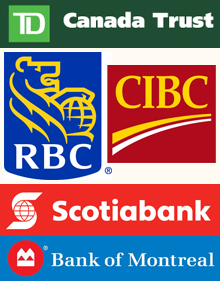 TD Canada Trust
RBC
®
CIBC
Scotiabank
® Bank of Montreal